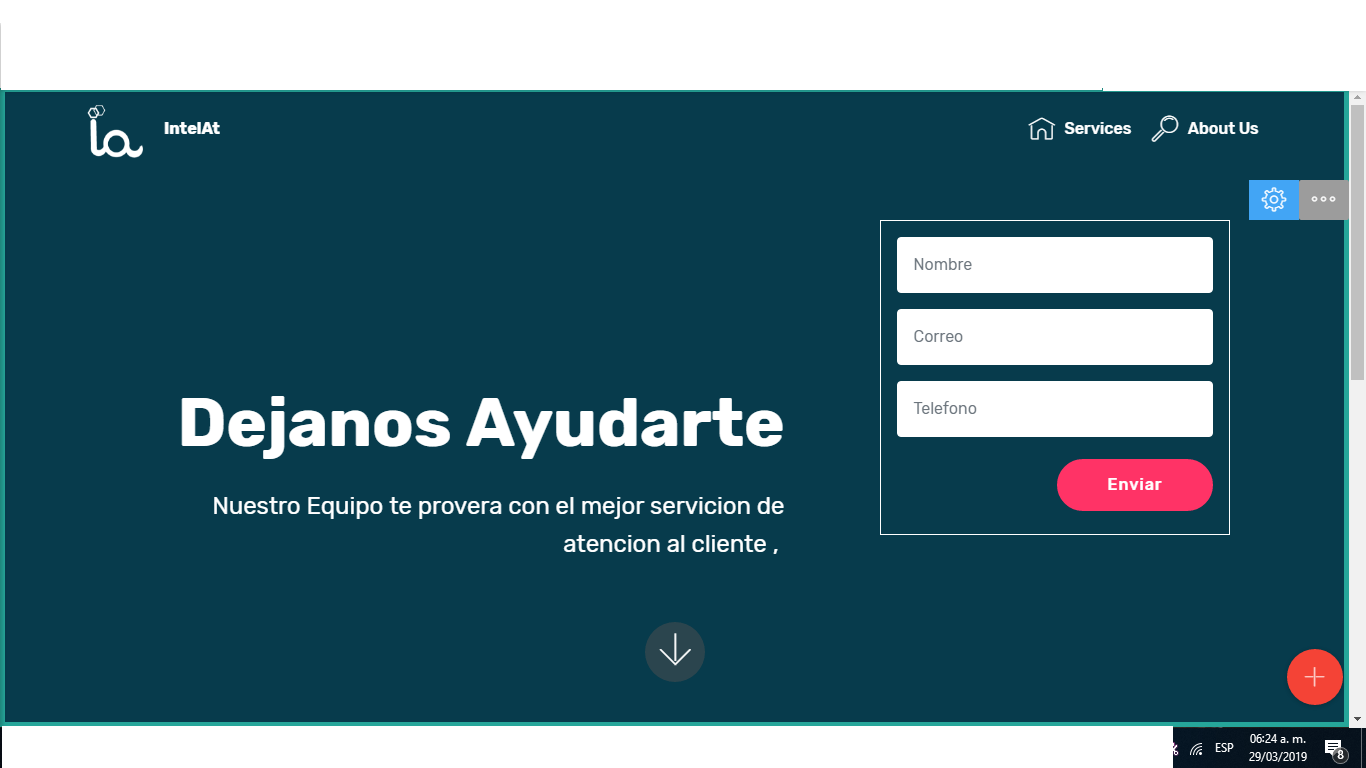 ia
IntelAt
Services
About Us
Nombre
Correo
Telefono
Enviar
Dejanos Ayudarte
Nuestro Equipo te provera con el mejor servicion de
atencion al cliente ,
ESP
06:24 a. m.
29/03/2019
8